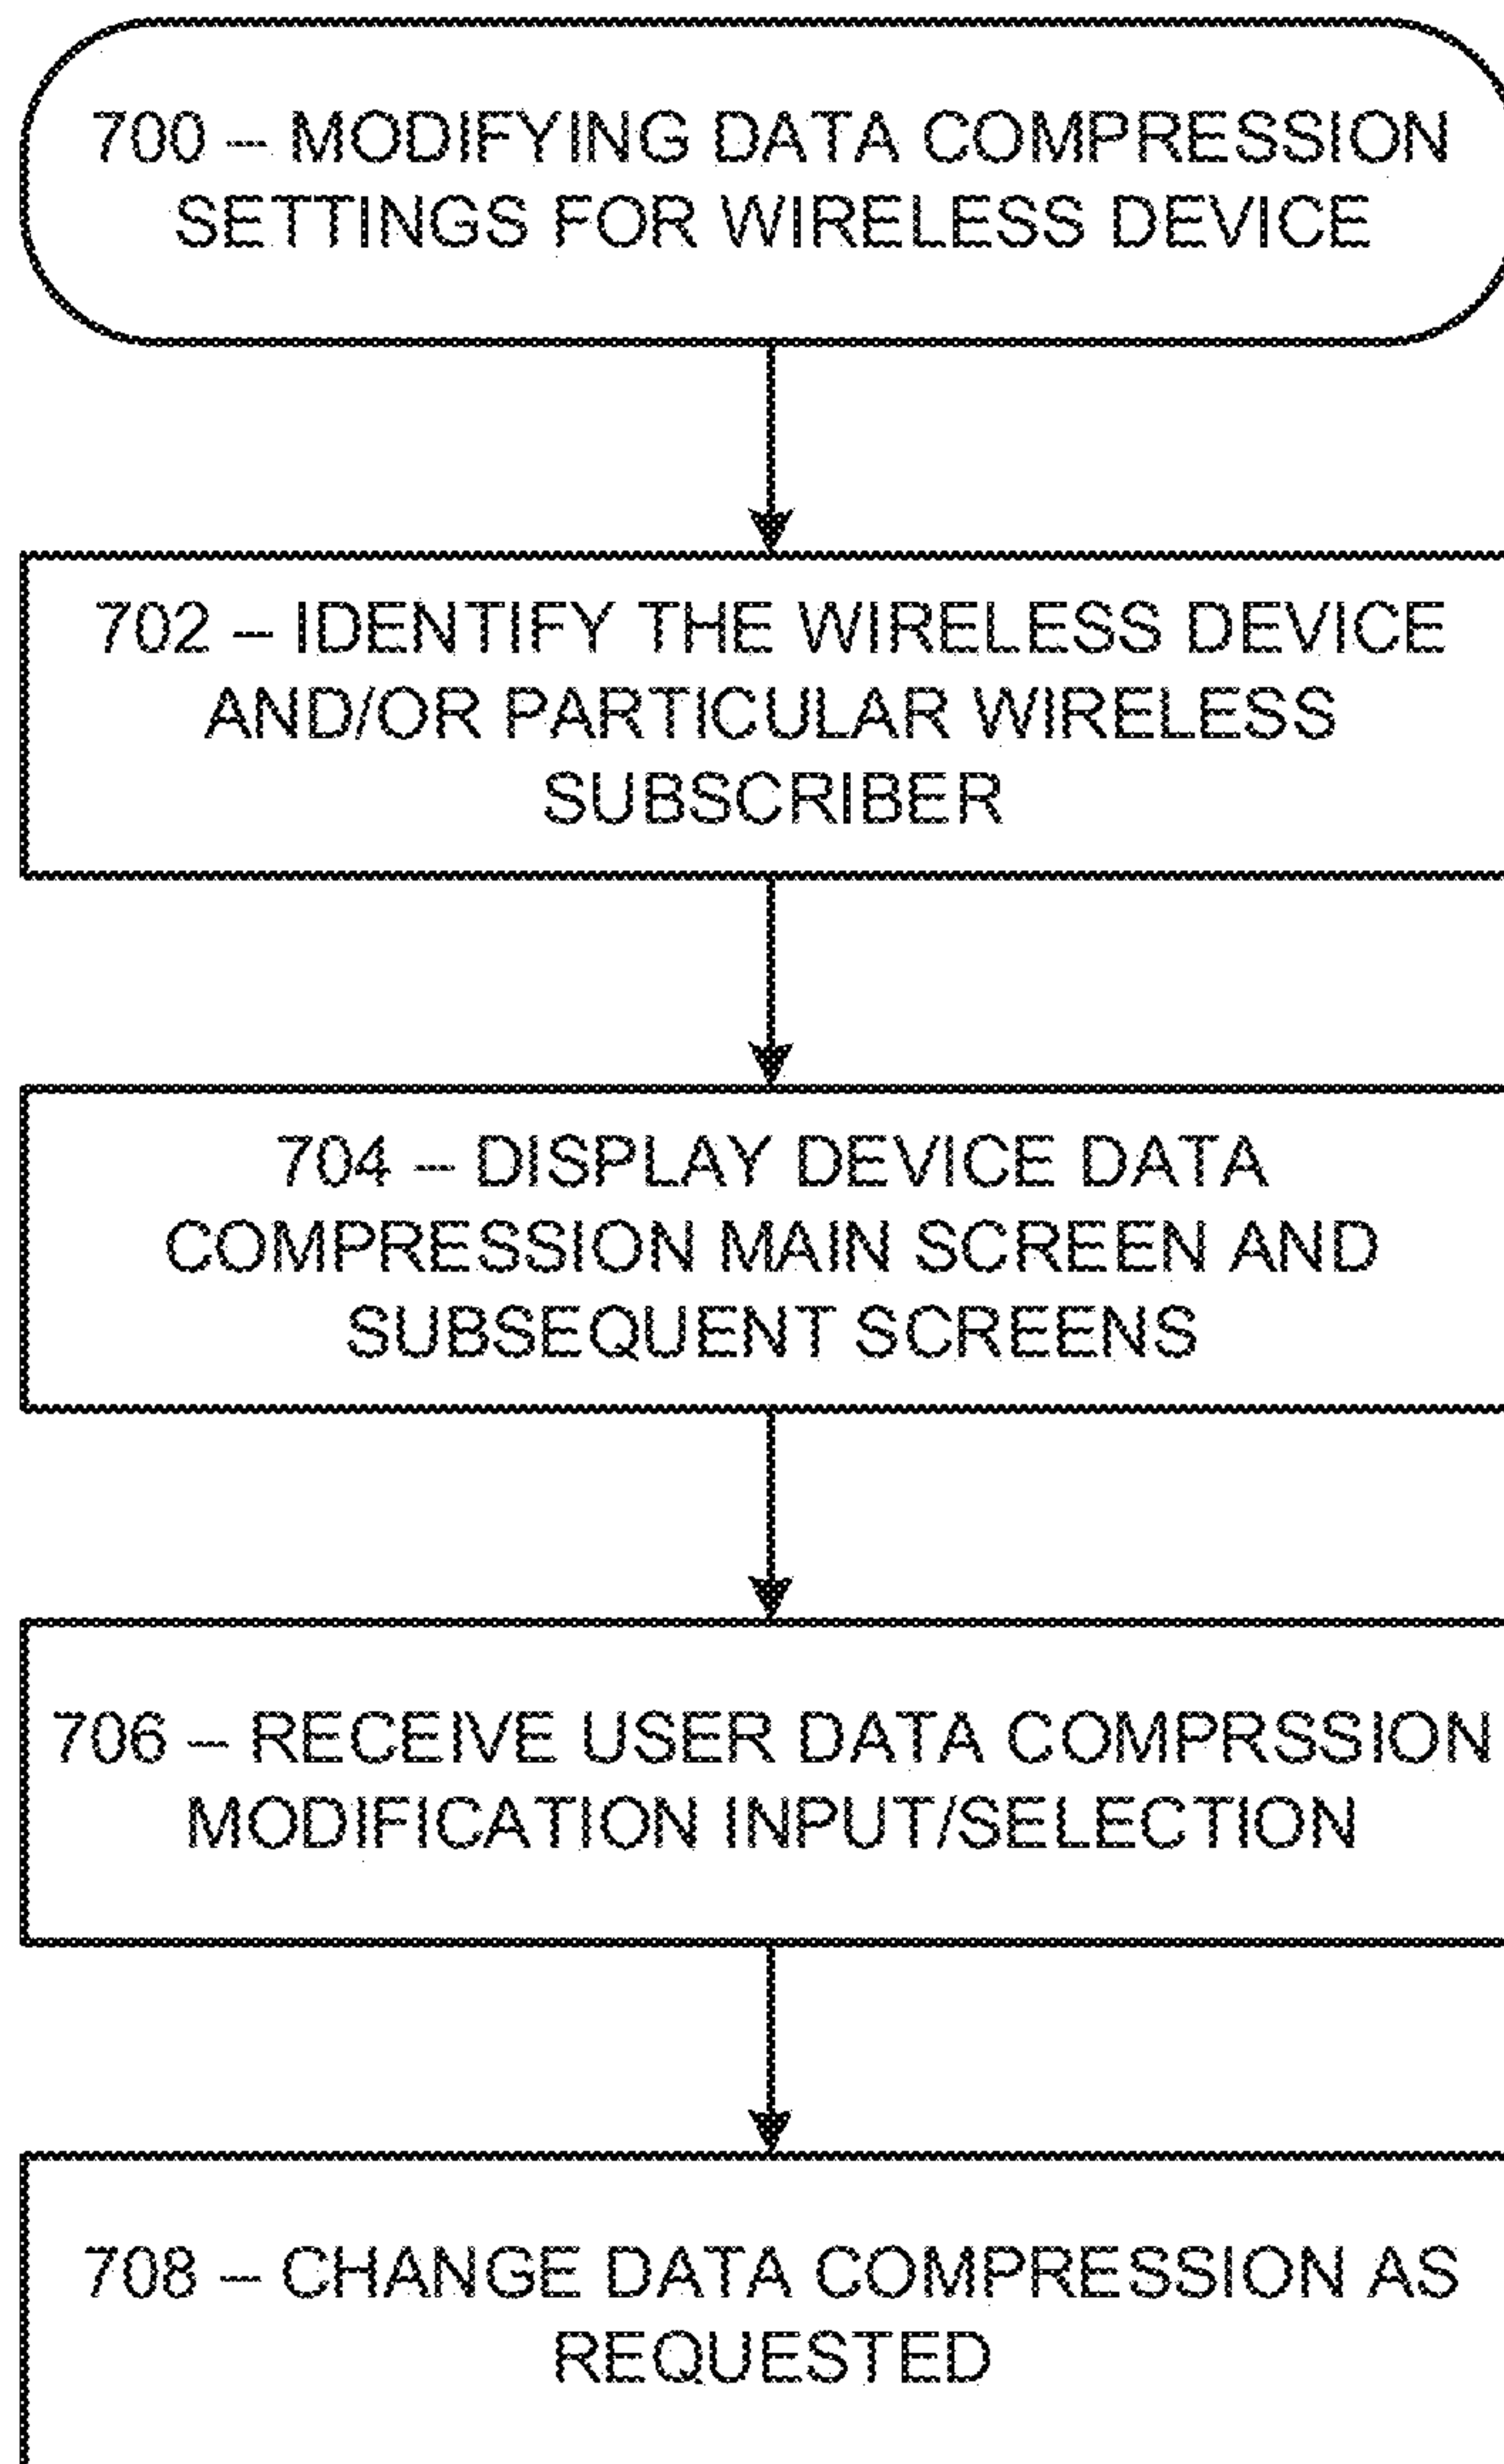 700 – MODIFYING DATA COMPRESSION
SETTINGS FOR WIRELESS DEVICE
702 – IDENTIFY THE WIRELESS DEVICE
AND/OR PARTICULAR WIRELESS
SUBSCRIBER
704 – DISPLAY DEVICE DATA
COMPRESSION MAIN SCREEN AND
SUBSEQUENT SCREENS
706 – RECEIVE USER DATA COMPRSSION
MODIFICATION INPUT/SELECTION
708 – CHANGE DATA COMPRESSION AS
REQUESTED